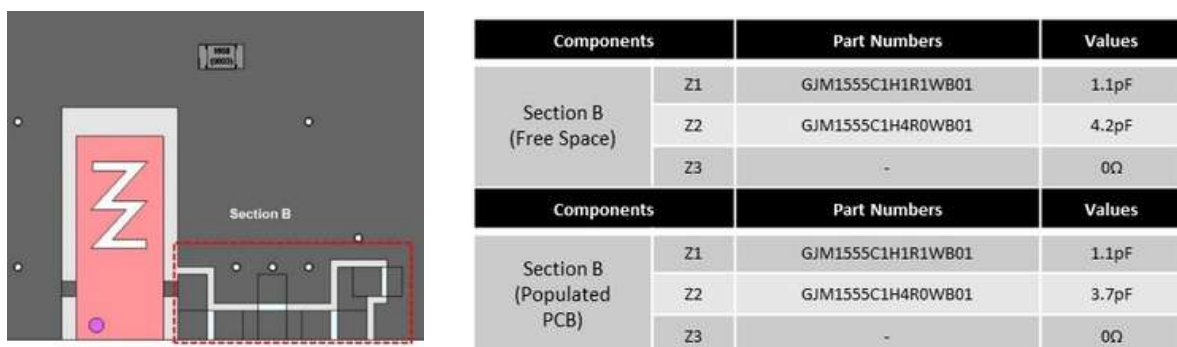 Section B
Components Part Numbers Values
Section B (Free Space)
Z1 GJM1555C1H1R1WB01 1.1pF
Z2 GJM1555C1H4R0WB01 4.2pF
Z3 - 0Ω
Components Part Numbers Values
Section B (Populated PCB)
Z1 GJM1555C1H1R1WB01 1.1pF
Z2 GJM1555C1H4R0WB01 3.7pF
Z3 - 0Ω